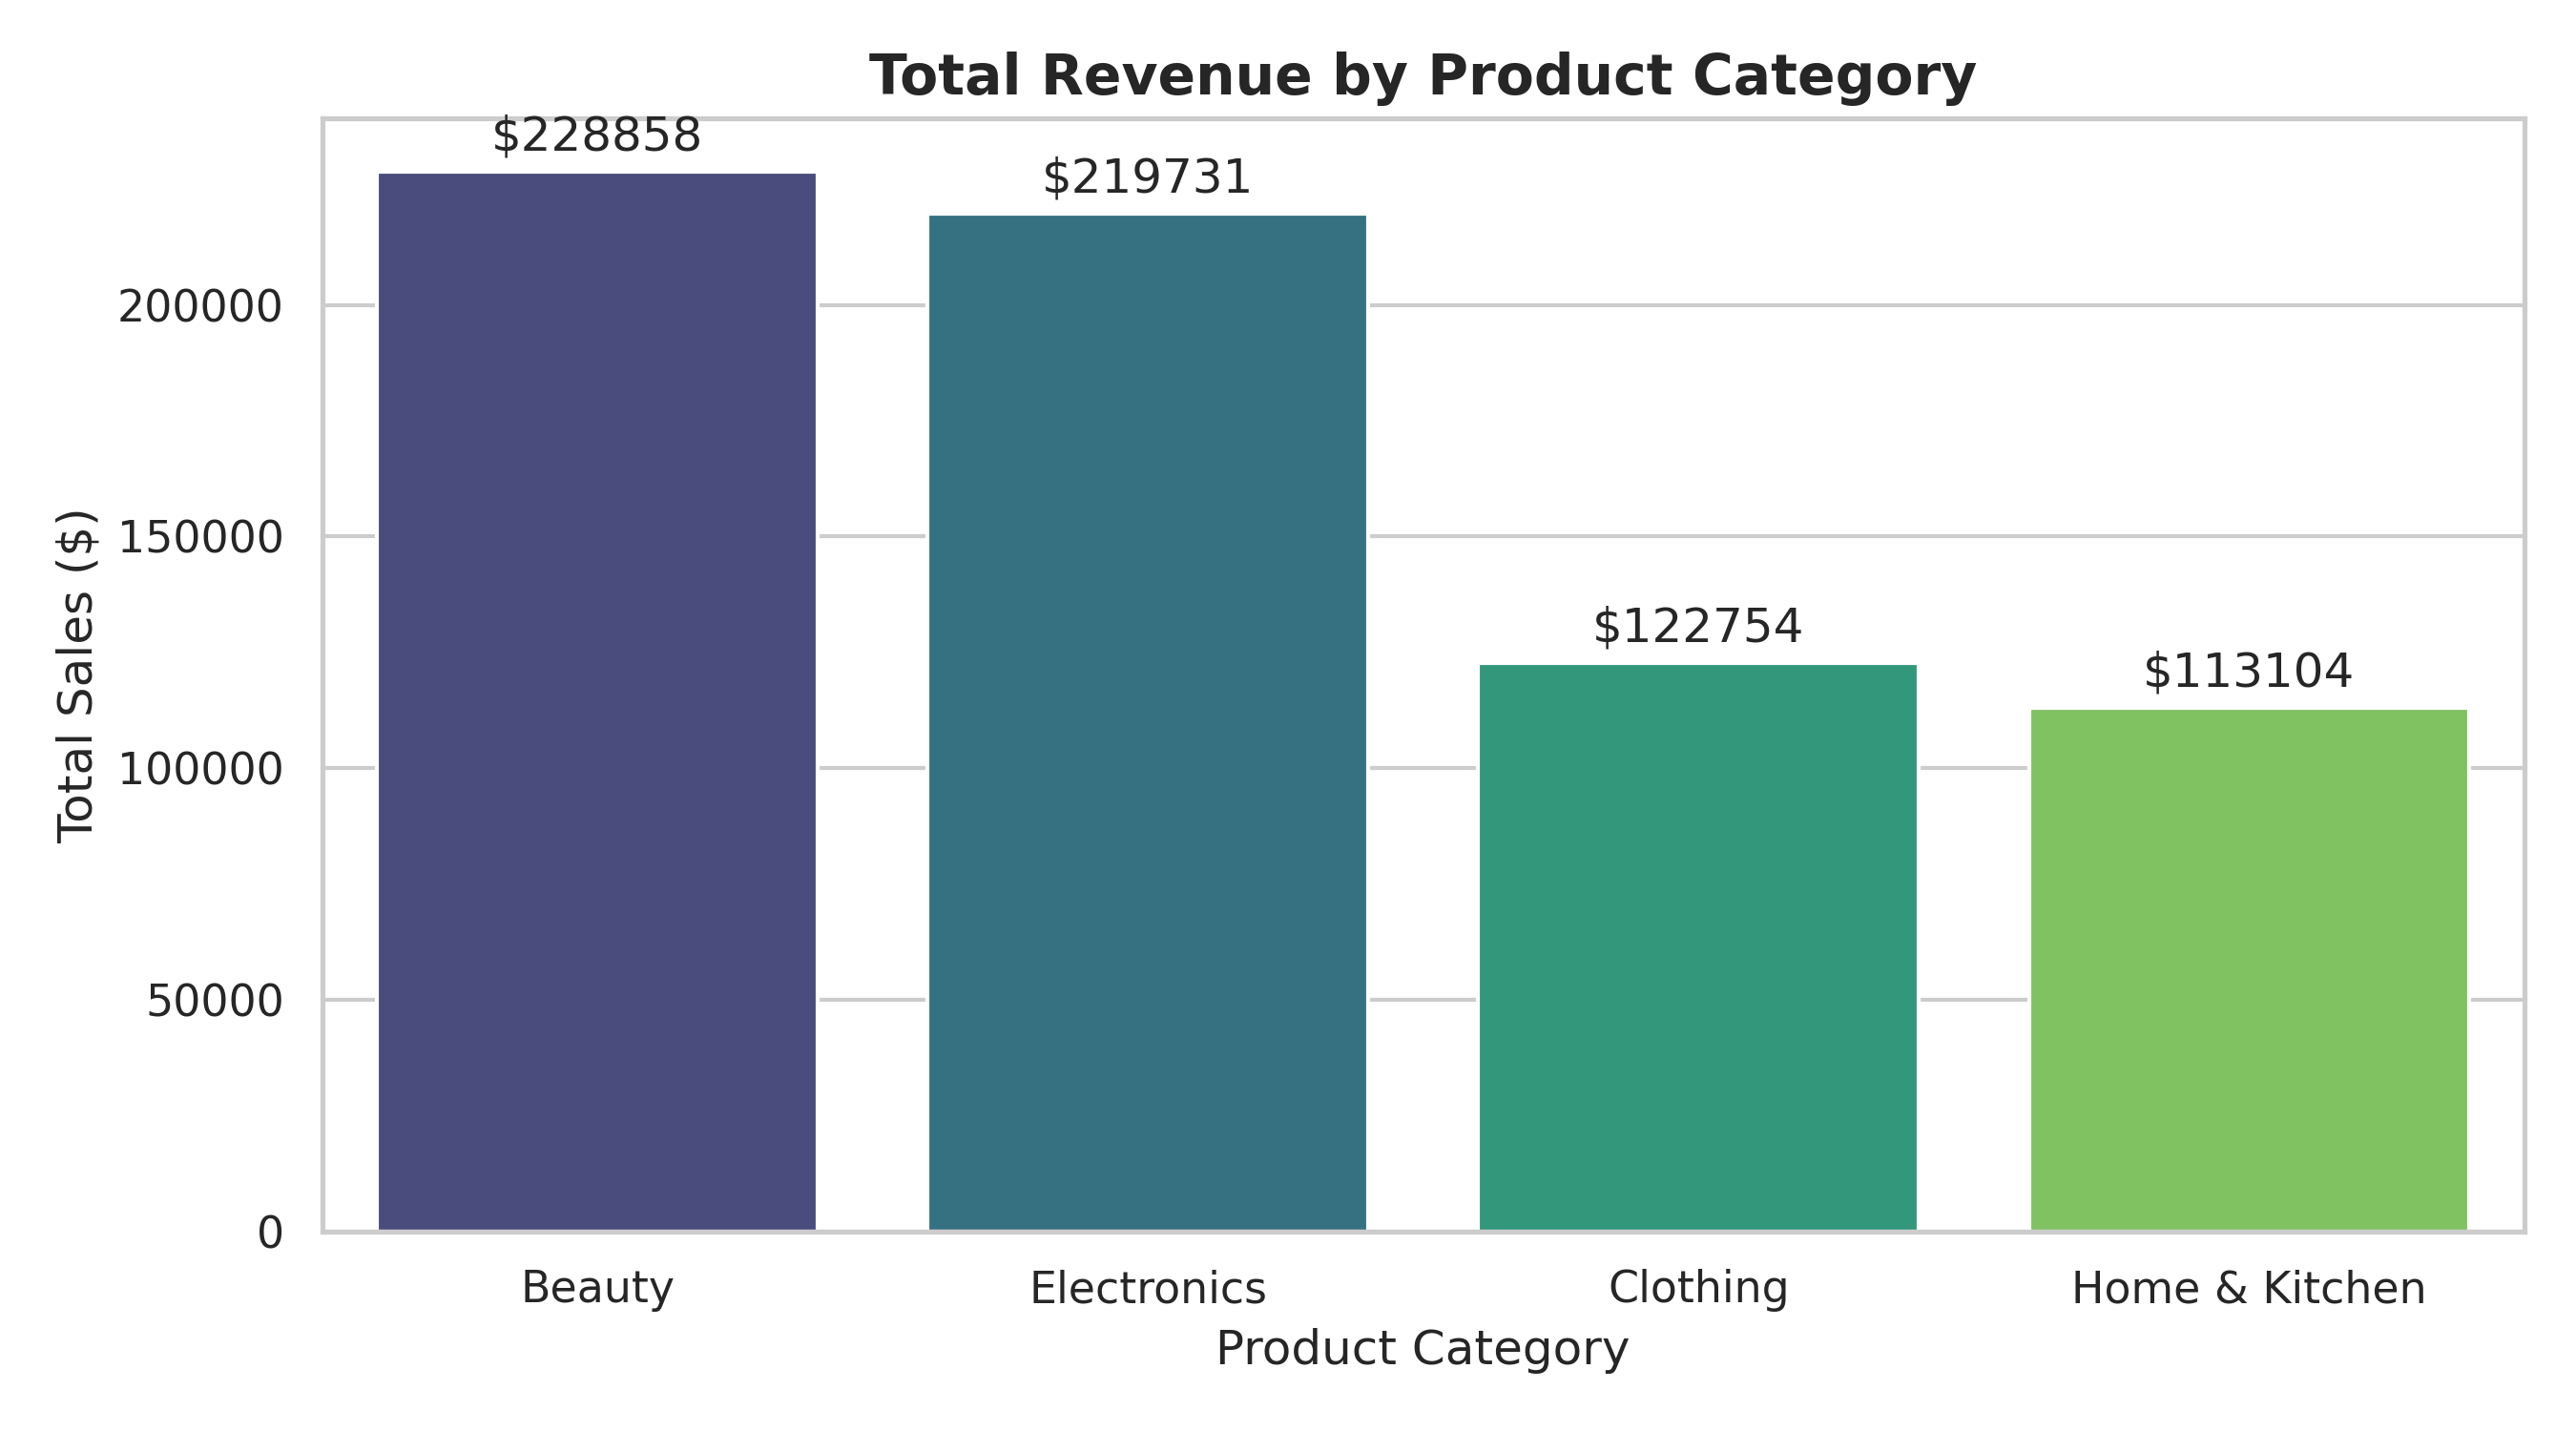 Total Revenue by Product Category
$228858
$219731
$122754
$113104
Total Sales ($)
200000
150000
100000
50000
0
Beauty
Electronics
Clothing
Home & Kitchen
Product Category